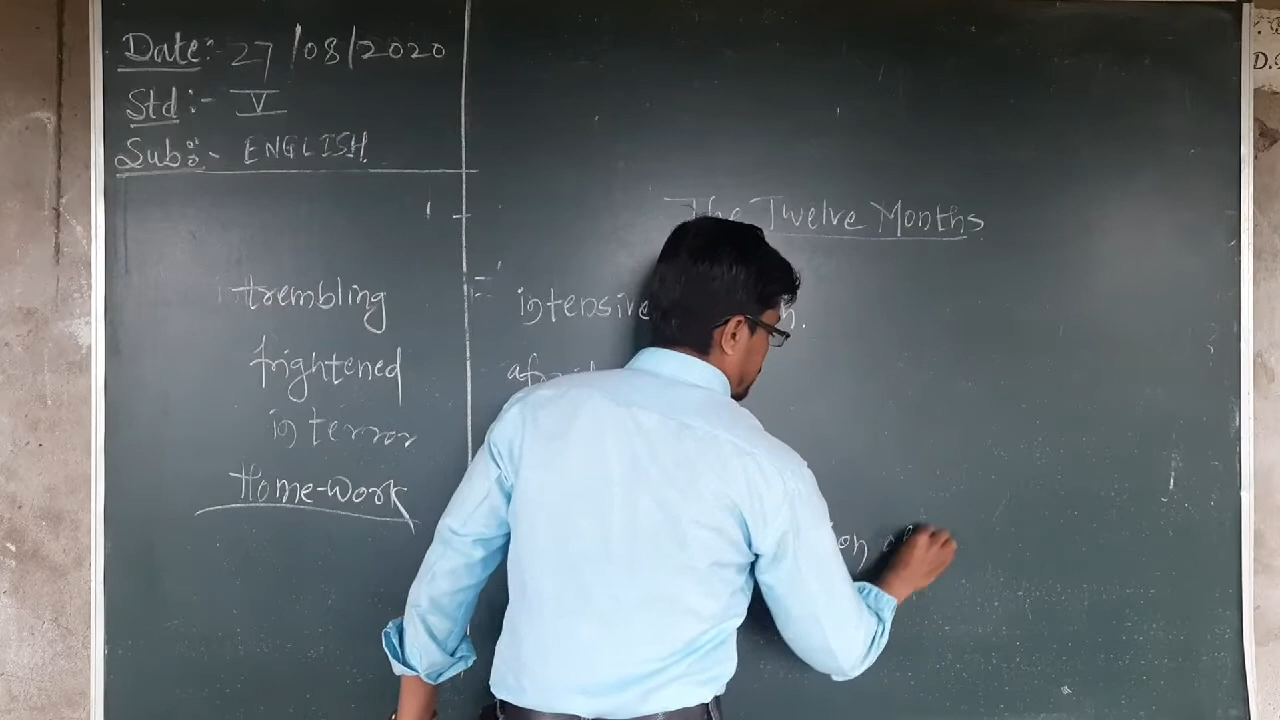 Date:- 27/08/2020
Std:- V
Sub:- ENGLISH
The Twelve Months
trembling = intensive
frightened
in terror
Home-work